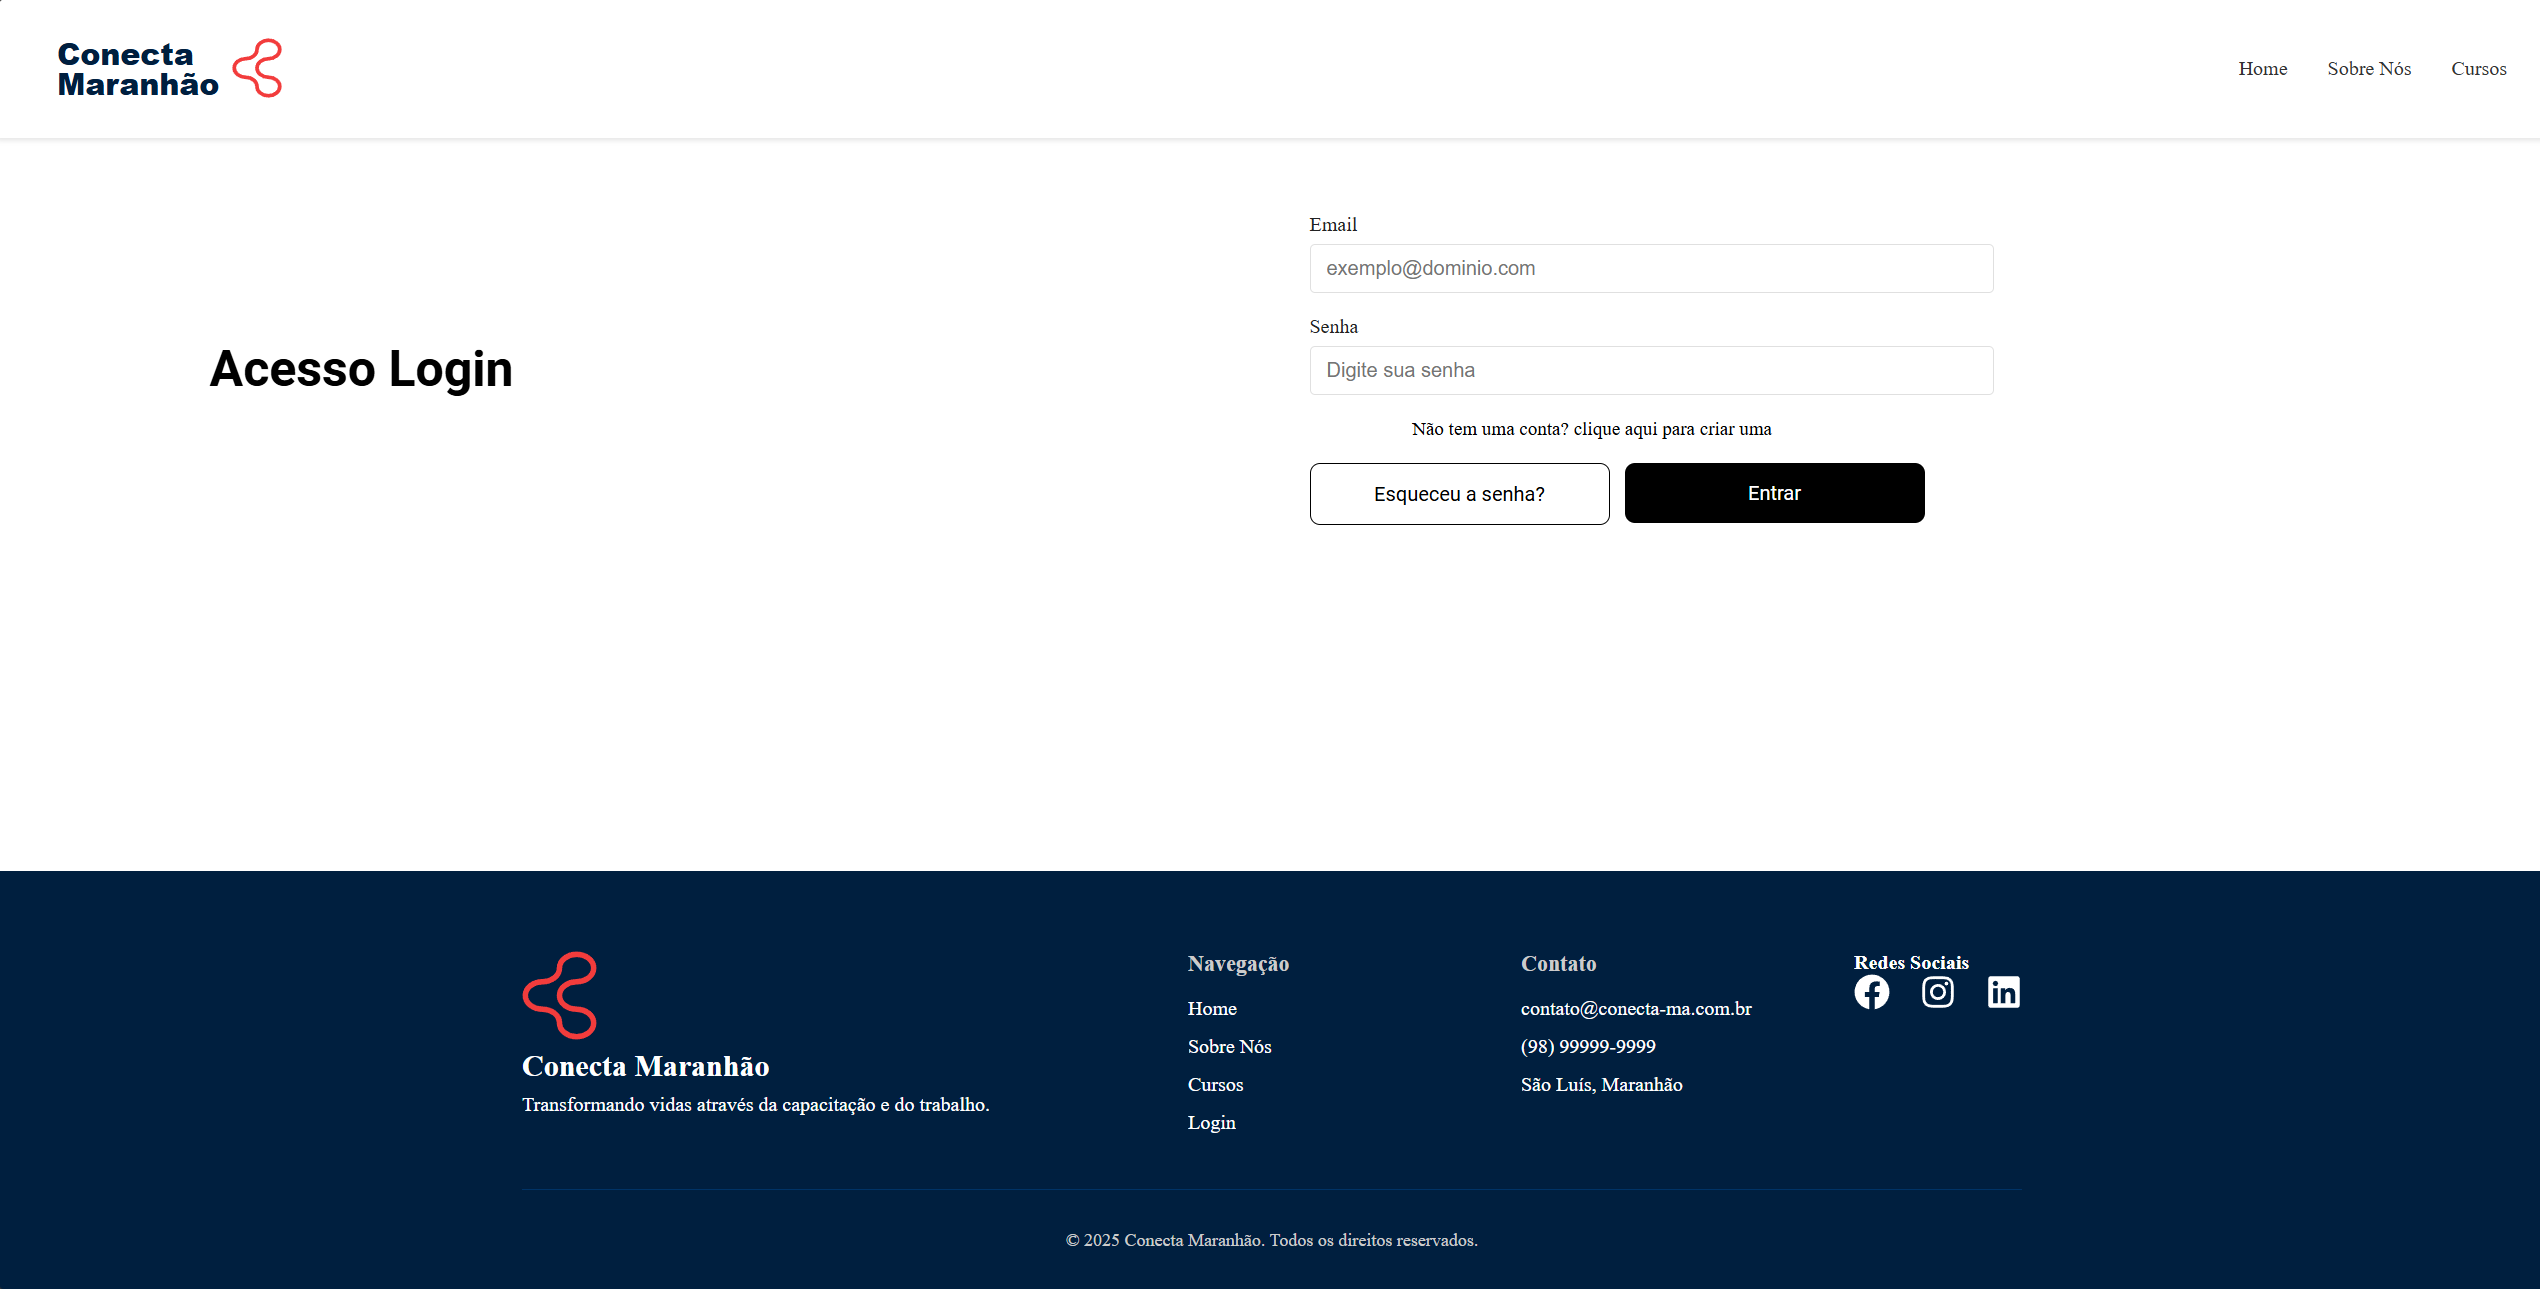 Conecta
Maranhão
Home
Sobre Nós
Cursos
Acesso Login
Email
exemplo@dominio.com
Senha
Digite sua senha
Não tem uma conta? clique aqui para criar uma
Esqueceu a senha?
Entrar
Conecta Maranhão
Transformando vidas através da capacitação e do trabalho.
Navegação
Home
Sobre Nós
Cursos
Login
Contato
contato@conecta-ma.com.br
(98) 99999-9999
São Luís, Maranhão
Redes Sociais
© 2025 Conecta Maranhão. Todos os direitos reservados.